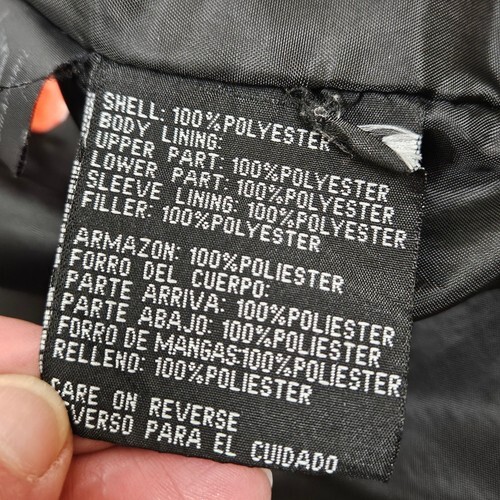 SHELL: 100%POLYESTER
BODY LINING:
UPPER PART: 100%POLYESTER
LOWER PART: 100%POLYESTER
SLEEVE LINING: 100%POLYESTER
FILLER: 100%POLYESTER
ARMAZON: 100%POLIESTER
FORRO DEL CUERPO:
PARTE ARRIVA: 100%POLIESTER
PARTE ABAJO: 100%POLIESTER
FORRO DE MANGAS:100%POLIESTER
RELLENO: 100%POLIESTER
CARE ON REVERSE
PARA EL CUIDADO